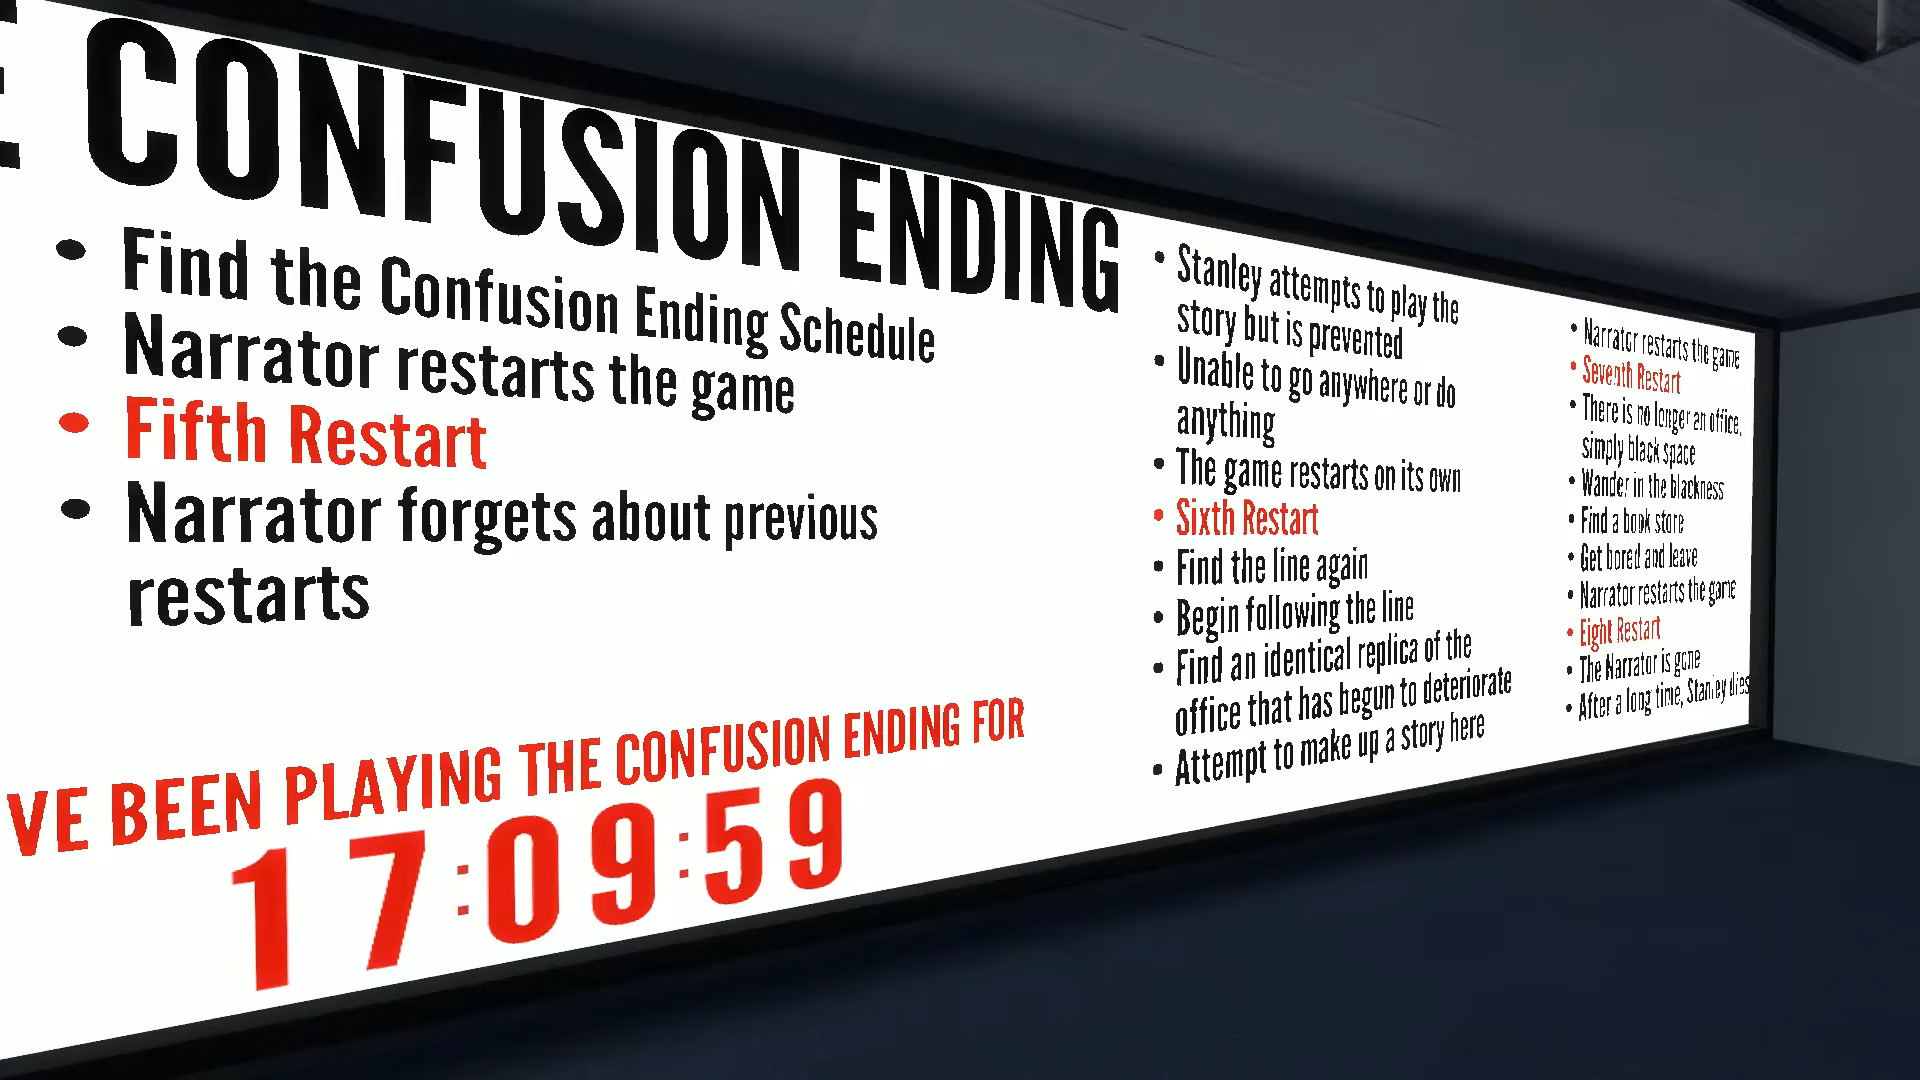 E CONFUSION ENDING
• Find the Confusion Ending Schedule
• Narrator restarts the game
• Fifth Restart
• Narrator forgets about previous
restarts
VE BEEN PLAYING THE CONFUSION ENDING FOR
17:09:59
• Stanley attempts to play the
story but is prevented
• Unable to go anywhere or do
anything
• The game restarts on its own
• Sixth Restart
• Find the line again
• Begin following the line
• Find an identical replica of the
office that has begun to deteriorate
• Attempt to make up a story here
• Narrator restarts the game
• Seventh Restart
• There is no longer an office,
simply black space
• Wander in the blackness
• Find a book store
• Get bored and leave
• Narrator restarts the game
• Eight Restart
• The Narrator is gone
• After a long time, Stanley dies